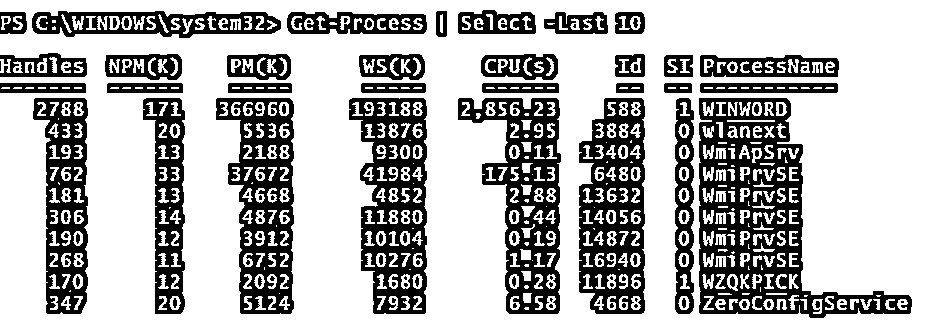 PS C:\WINDOWS\system32> Get-Process | Select -Last 10
Handles NPM(K) PM(K) WS(K) CPU(s) Id SI ProcessName
------- ------ ----- ----- ------ -- -- -----------
2788 171 366960 193188 2,856.23 588 1 WINWORD
433 20 5536 13876 2.95 3884 0 wlanext
193 13 2188 9300 0.11 13404 0 WmiApSrv
762 33 37672 41984 175.13 6480 0 WmiPrvSE
181 13 4668 4852 2.88 13632 0 WmiPrvSE
306 14 4876 11880 0.44 14056 0 WmiPrvSE
190 12 3912 10104 0.19 14872 0 WmiPrvSE
268 11 6752 10276 1.17 16940 0 WmiPrvSE
170 12 2092 1680 0.28 11896 1 WZQKPICK
347 20 5124 7932 6.58 4668 0 ZeroConfigService